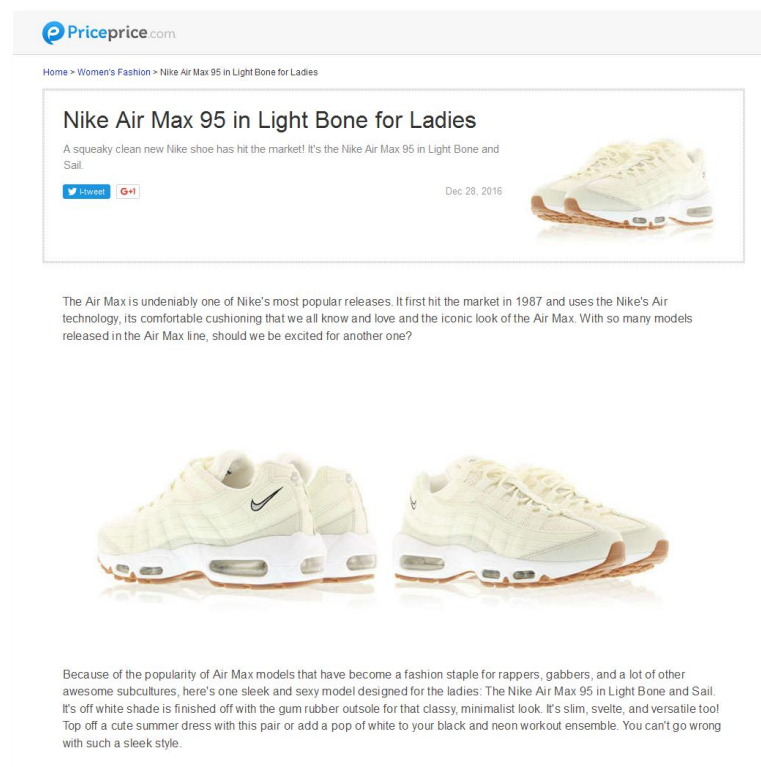 Priceprice.com
Home > Women's Fashion > Nike Air Max 95 in Light Bone for Ladies
Nike Air Max 95 in Light Bone for Ladies
A squeaky clean new Nike shoe has hit the market! It's the Nike Air Max 95 in Light Bone and
Sail.
t-tweet G+1 Dec 28, 2016
The Air Max is undeniably one of Nike's most popular releases. It first hit the market in 1987 and uses the Nike's Air
technology, its comfortable cushioning that we all know and love and the iconic look of the Air Max. With so many models
released in the Air Max line, should we be excited for another one?
Because of the popularity of Air Max models that have become a fashion staple for rappers, gabbers, and a lot of other
awesome subcultures, here's one sleek and sexy model designed for the ladies: The Nike Air Max 95 in Light Bone and Sail.
It's off white shade is finished off with the gum rubber outsole for that classy, minimalist look. It's slim, svelte, and versatile too!
Top off a cute summer dress with this pair or add a pop of white to your black and neon workout ensemble. You can't go wrong
with such a sleek style.